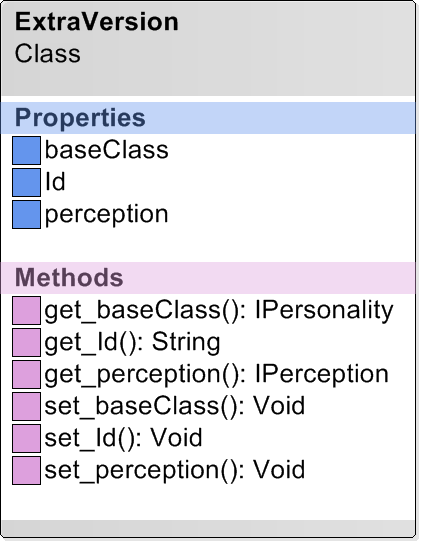 ExtraVersion
Class
Properties
baseClass
Id
perception
Methods
get_baseClass(): IPersonality
get_Id(): String
get_perception(): IPerception
set_baseClass(): Void
set_Id(): Void
set_perception(): Void